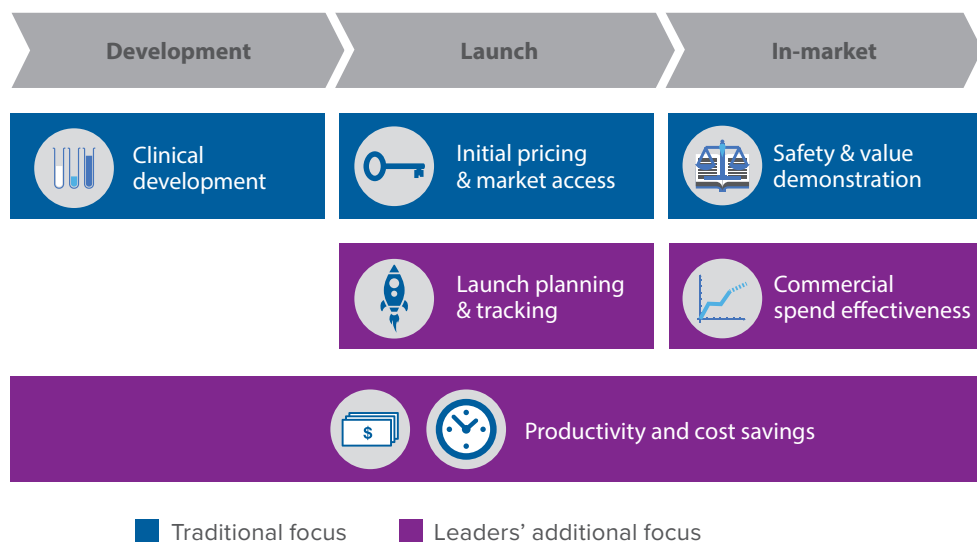 Development
Launch
In-market
Clinical
development
Initial pricing
& market access
Safety & value
demonstration
Launch planning
& tracking
Commercial
spend effectiveness
$
Productivity and cost savings
Traditional focus
Leaders’ additional focus